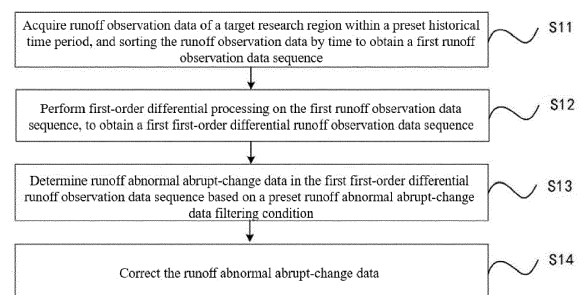 Acquire runoff observation data of a target research region within a preset historical
time period, and sorting the runoff observation data by time to obtain a first runoff
observation data sequence
S11
Perform first-order differential processing on the first runoff observation data
sequence, to obtain a first first-order differential runoff observation data sequence
S12
Determine runoff abnormal abrupt-change data in the first first-order differential
runoff observation data sequence based on a preset runoff abnormal abrupt-change
data filtering condition
S13
Correct the runoff abnormal abrupt-change data
S14